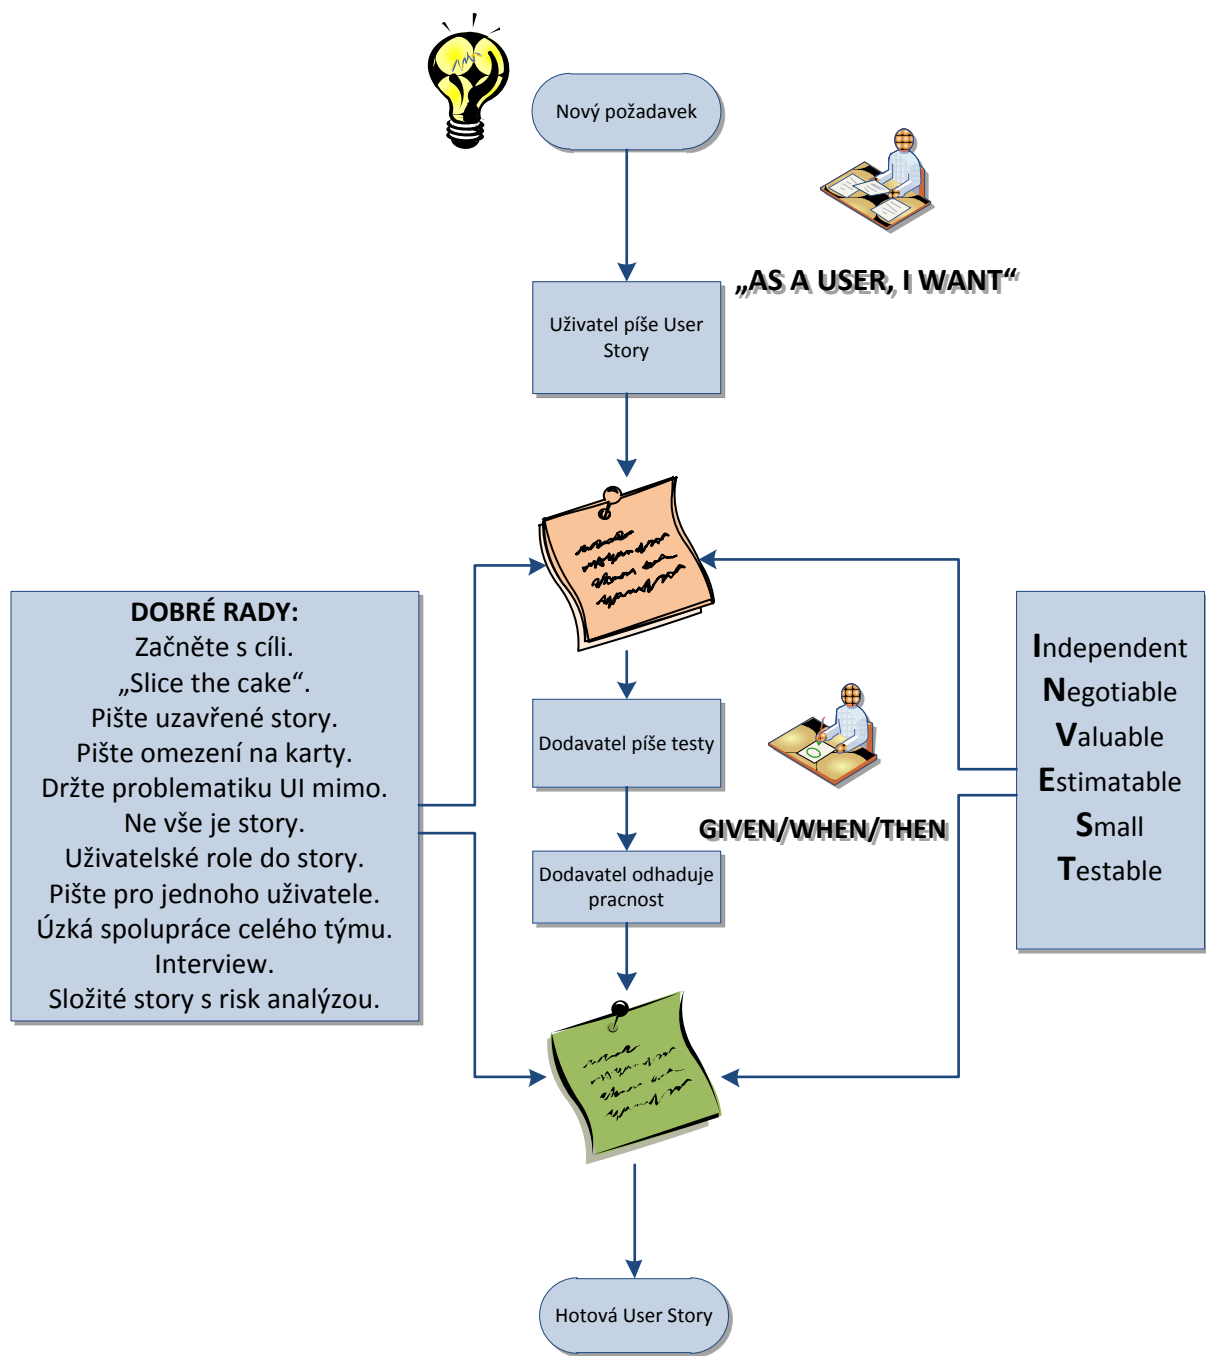 Nový požadavek
„AS A USER, I WANT“
Uživatel píše User
Story
DOBRÉ RADY:
Začněte s cíli.
„Slice the cake“.
Pište uzavřené story.
Pište omezení na karty.
Držte problematiku UI mimo.
Ne vše je story.
Uživatelské role do story.
Pište pro jednoho uživatele.
Úzká spolupráce celého týmu.
Interview.
Složité story s risk analýzou.
Independent
Negotiable
Valuable
Estimatable
Small
Testable
Dodavatel píše testy
GIVEN/WHEN/THEN
Dodavatel odhaduje
pracnost
Hotová User Story